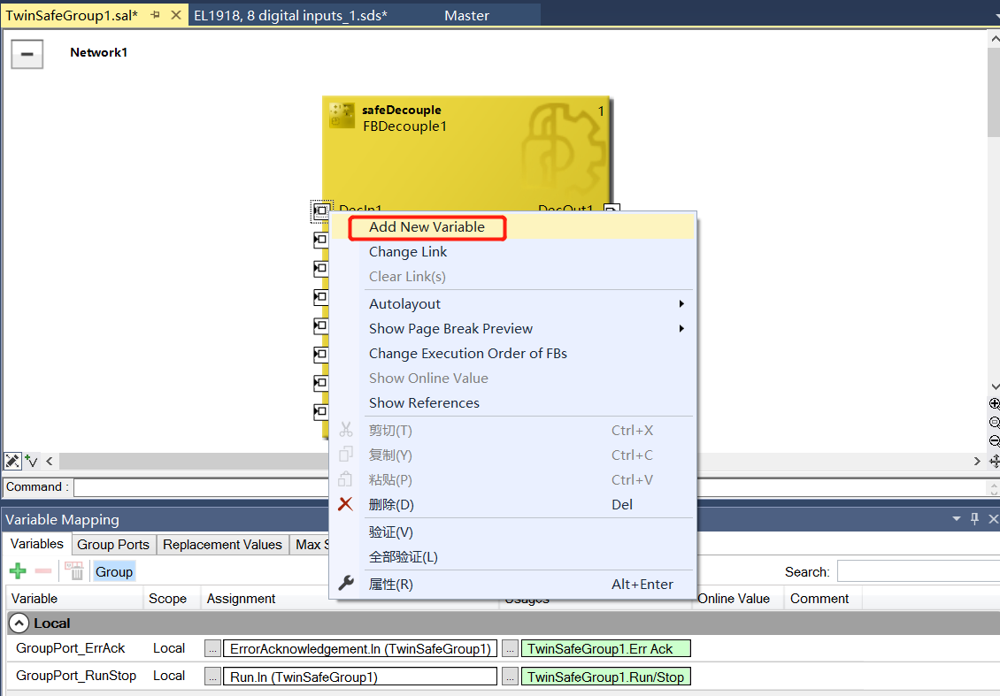 TwinSafeGroup1.sal* EL1918, 8 digital inputs_1.sds* Master
Network1
safeDecouple 1
FBDecouple1
DecIn1 DecOut1
Add New Variable
Change Link
Clear Link(s)
Autolayout
Show Page Break Preview
Change Execution Order of FBs
Show Online Value
Show References
剪切(T) Ctrl+X
复制(Y) Ctrl+C
粘贴(P) Ctrl+V
删除(D) Del
验证(V)
全部验证(L)
属性(R) Alt+Enter
Command :
Variable Mapping
Variables Group Ports Replacement Values Max S
Group Search:
Variable Scope Assignment Usages Online Value Comment
Local
GroupPort_ErrAck Local ... ErrorAcknowledgement.In (TwinSafeGroup1) ... TwinSafeGroup1.Err Ack
GroupPort_RunStop Local ... Run.In (TwinSafeGroup1) ... TwinSafeGroup1.Run/Stop